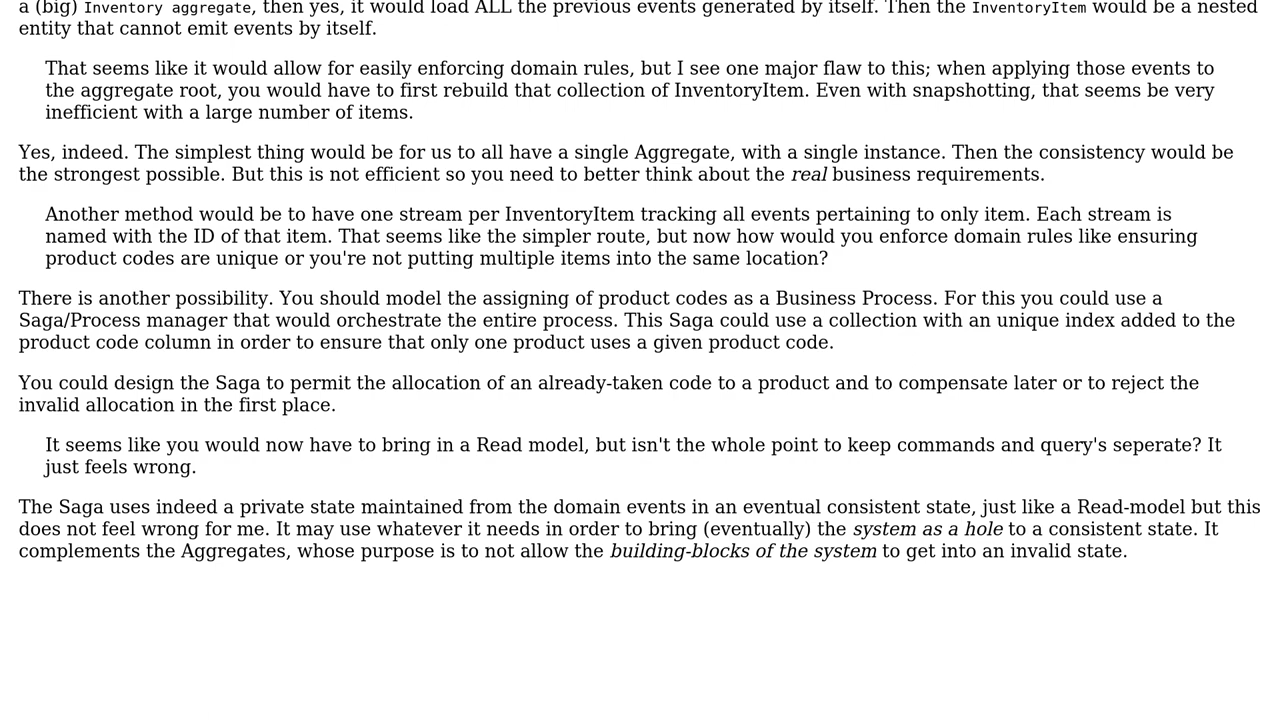 a (big) Inventory aggregate, then yes, it would load ALL the previous events generated by itself. Then the InventoryItem would be a nested
entity that cannot emit events by itself.
That seems like it would allow for easily enforcing domain rules, but I see one major flaw to this; when applying those events to
the aggregate root, you would have to first rebuild that collection of InventoryItem. Even with snapshotting, that seems be very
inefficient with a large number of items.
Yes, indeed. The simplest thing would be for us to all have a single Aggregate, with a single instance. Then the consistency would be
the strongest possible. But this is not efficient so you need to better think about the real business requirements.
Another method would be to have one stream per InventoryItem tracking all events pertaining to only item. Each stream is
named with the ID of that item. That seems like the simpler route, but now how would you enforce domain rules like ensuring
product codes are unique or you're not putting multiple items into the same location?
There is another possibility. You should model the assigning of product codes as a Business Process. For this you could use a
Saga/Process manager that would orchestrate the entire process. This Saga could use a collection with an unique index added to the
product code column in order to ensure that only one product uses a given product code.
You could design the Saga to permit the allocation of an already-taken code to a product and to compensate later or to reject the
invalid allocation in the first place.
It seems like you would now have to bring in a Read model, but isn't the whole point to keep commands and query's seperate? It
just feels wrong.
The Saga uses indeed a private state maintained from the domain events in an eventual consistent state, just like a Read-model but this
does not feel wrong for me. It may use whatever it needs in order to bring (eventually) the system as a hole to a consistent state. It
complements the Aggregates, whose purpose is to not allow the building-blocks of the system to get into an invalid state.